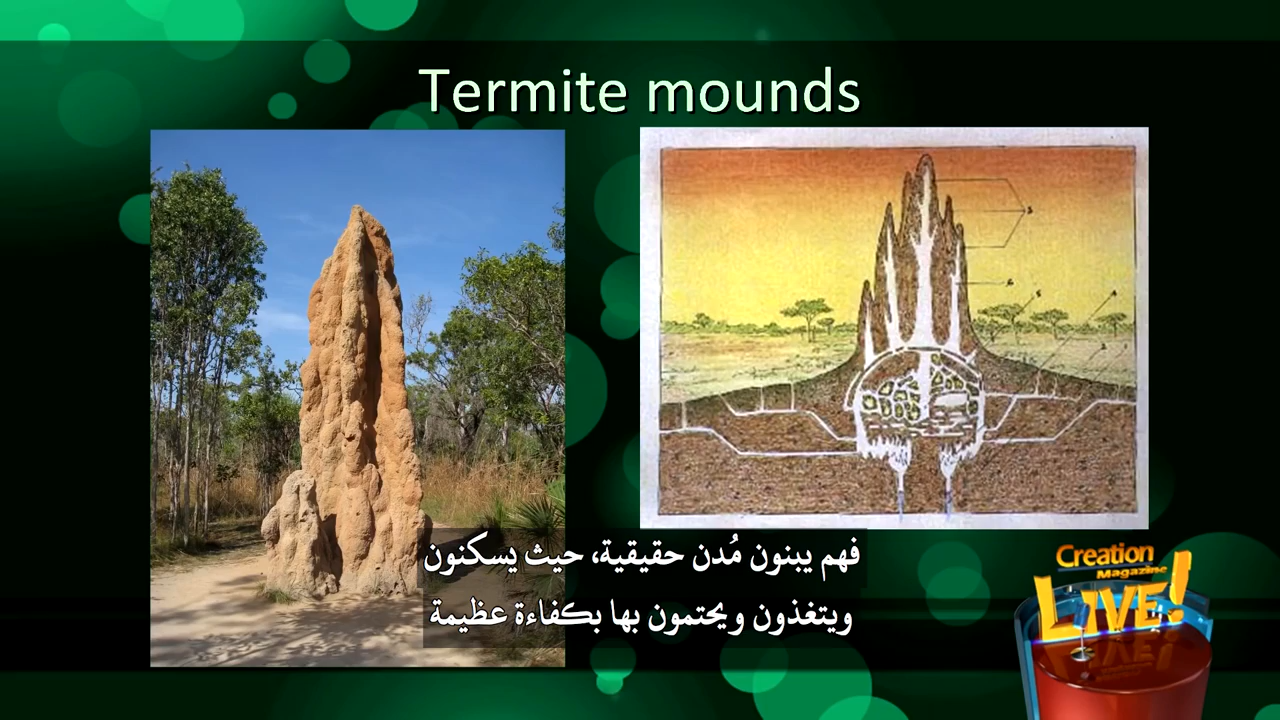 Termite mounds
فهم يبنون مُدن حقيقية، حيث يسكنون
ويتغذون ويحتمون بها بكفاءة عظيمة
Creation
Magazine
LIVE!